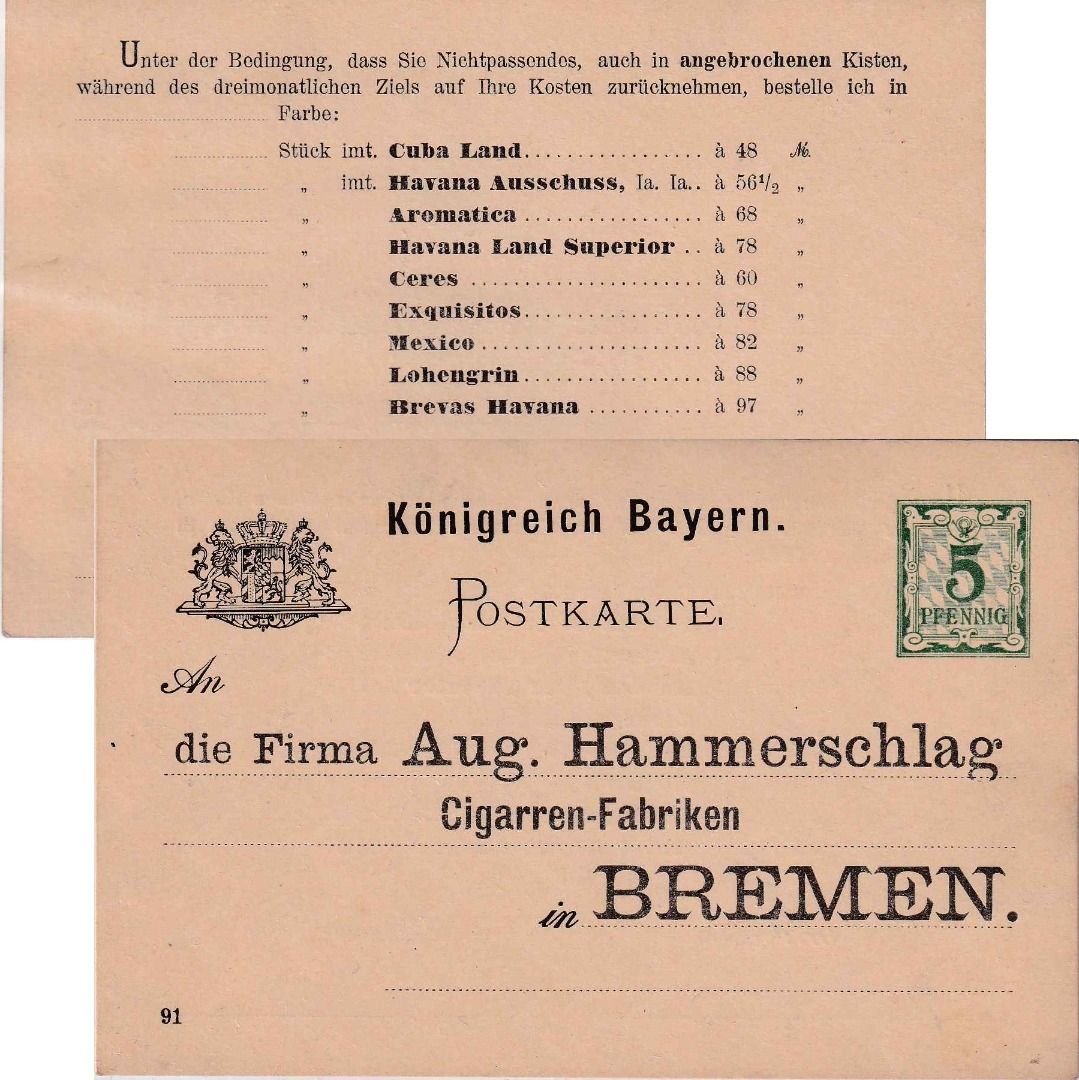 Unter der Bedingung, dass Sie Nichtpassendes, auch in angebrochenen Kisten,
während des dreimonatlichen Ziels auf Ihre Kosten zurücknehmen, bestelle ich in
Farbe:
Stück imt. Cuba Land ................. à 48 ℳ.
„ imt. Havana Ausschuss, Ia. Ia.. à 56½ „
„ Aromatica ................. à 68 „
„ Havana Land Superior .. à 78 „
„ Ceres ...................... à 60 „
„ Exquisitos ................. à 78 „
„ Mexico ..................... à 82 „
„ Lohengrin ................. à 88 „
„ Brevas Havana ........... à 97 „
Königreich Bayern.
POSTKARTE.
5
PFENNIG
An
die Firma Aug. Hammerschlag
Cigarren-Fabriken
in BREMEN.
91